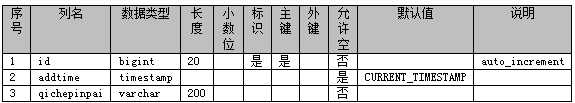 序号 列名 数据类型 长度 小数位 标识 主键 外键 允许空 默认值 说明
1 id bigint 20 是 是 否 auto_increment
2 addtime timestamp 是 CURRENT_TIMESTAMP
3 qichepinpai varchar 200 否